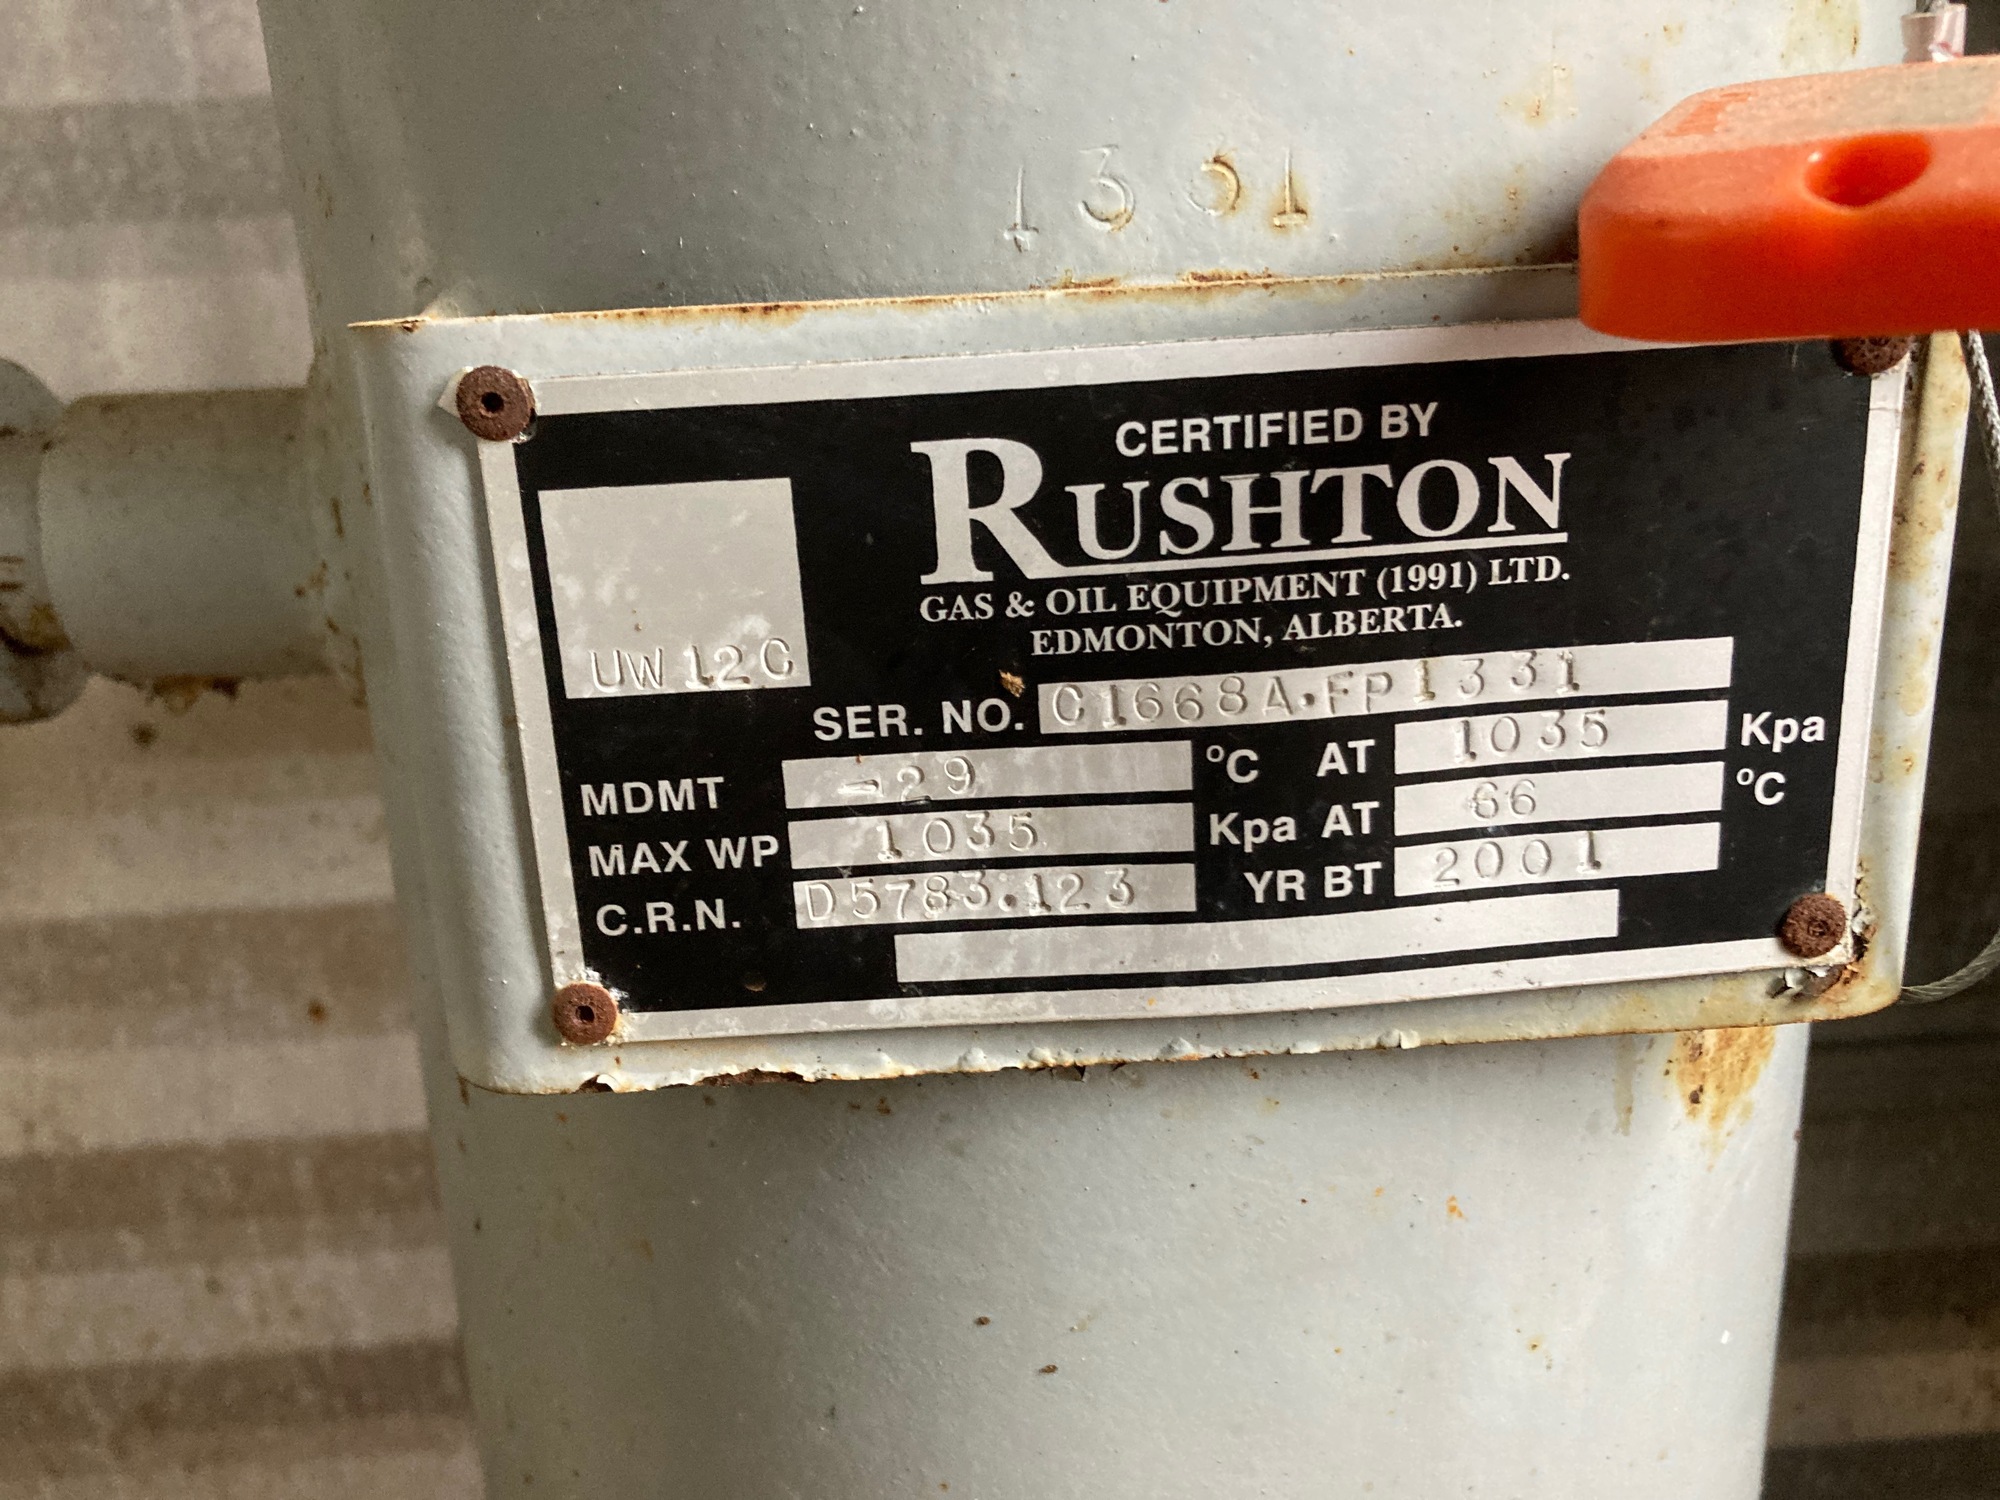 1331
CERTIFIED BY
RUSHTON
GAS & OIL EQUIPMENT (1991) LTD.
EDMONTON, ALBERTA.
UW 12C
SER. NO. C1668A.FP1331
MDMT -29 °C AT 1035 Kpa
MAX WP 1035 Kpa AT 66 °C
C.R.N. D5783.123 YR BT 2001